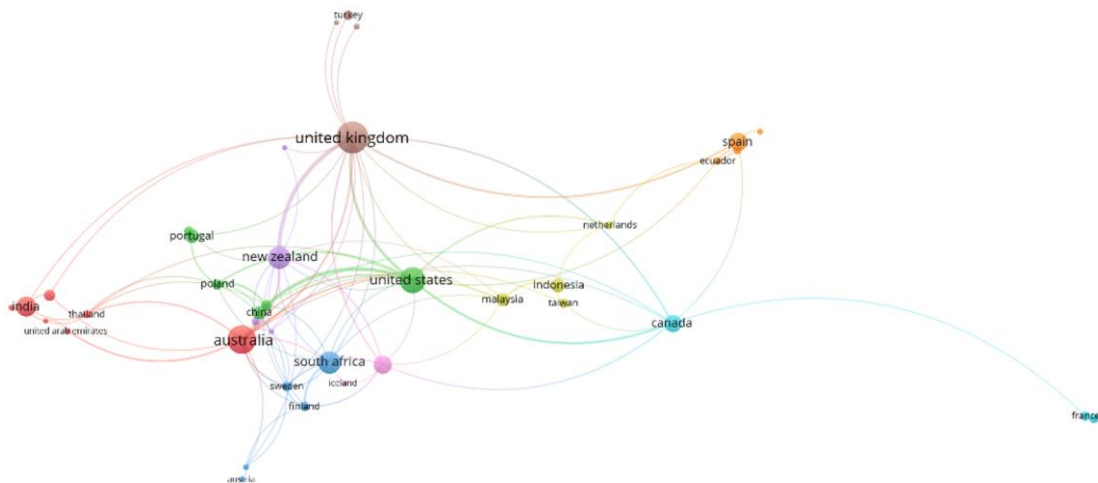 turkey
united kingdom
spain
ecuador
netherlands
portugal
new zealand
united states
poland
indonesia
malaysia
taiwan
india
thailand
china
united arab emirates
canada
australia
south africa
sweden
iceland
finland
france
austria